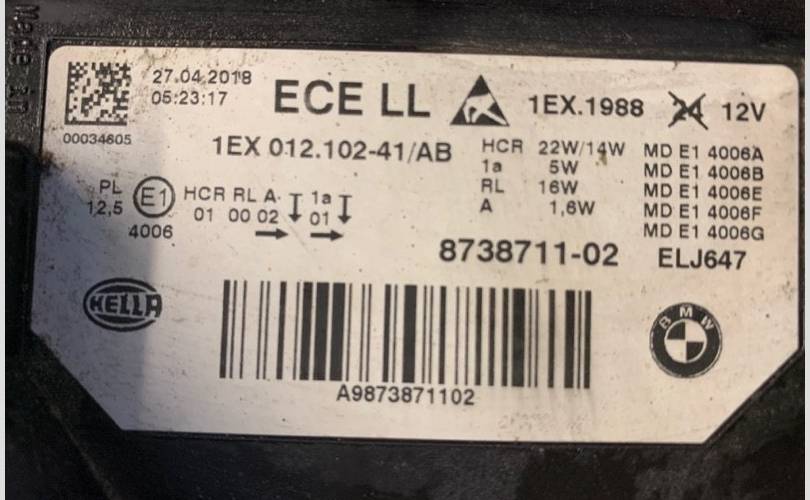 Made in
27.04.2018
05:23:17
00034605
ECE LL
1EX.1988 24 12V
1EX 012.102-41/AB
HCR 22W/14W
1a 5W
RL 16W
A 1,6W
MD E1 4006A
MD E1 4006B
MD E1 4006E
MD E1 4006F
MD E1 4006G
PL
12,5
E1
4006
HCR RL A 1a
01 00 02 01
8738711-02 ELJ647
HELLA
BMW
A9873871102